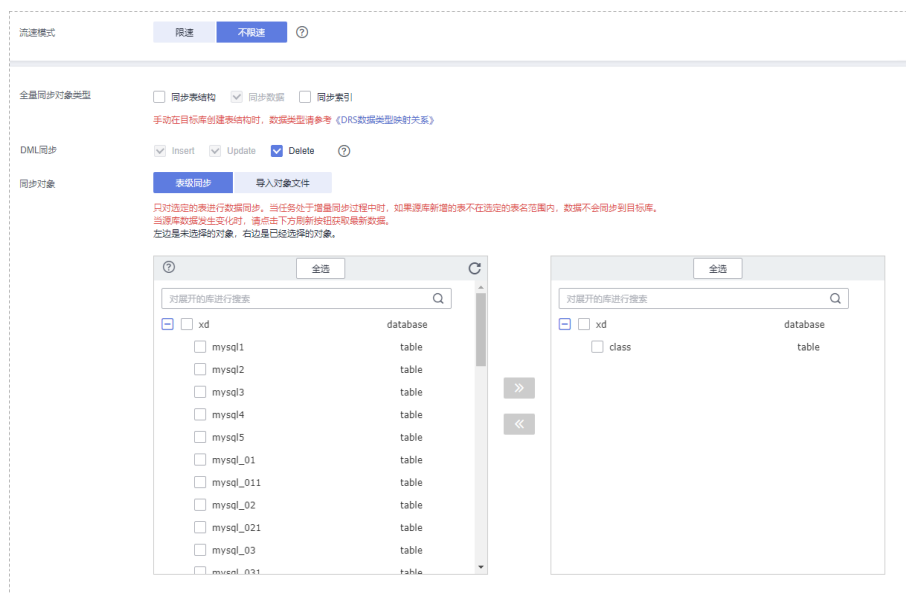 流速模式 限速 不限速
全量同步对象类型 同步表结构 同步数据 同步索引
手动在目标库创建表结构时，数据类型请参考《DRS数据类型映射关系》
DML同步 Insert Update Delete
同步对象 表级同步 导入对象文件
只对选定的表进行数据同步。当任务处于增量同步过程中时，如果源库新增的表不在选定的表名范围内，数据不会同步到目标库。
当源库数据发生变化时，请点击下方刷新按钮获取最新数据。
左边是未选择的对象，右边是已经选择的对象。
全选
对展开的库进行搜索
xd database
mysql1 table
mysql2 table
mysql3 table
mysql4 table
mysql5 table
mysql_01 table
mysql_011 table
mysql_02 table
mysql_021 table
mysql_03 table
mysql_031 table
全选
对展开的库进行搜索
xd database
class table